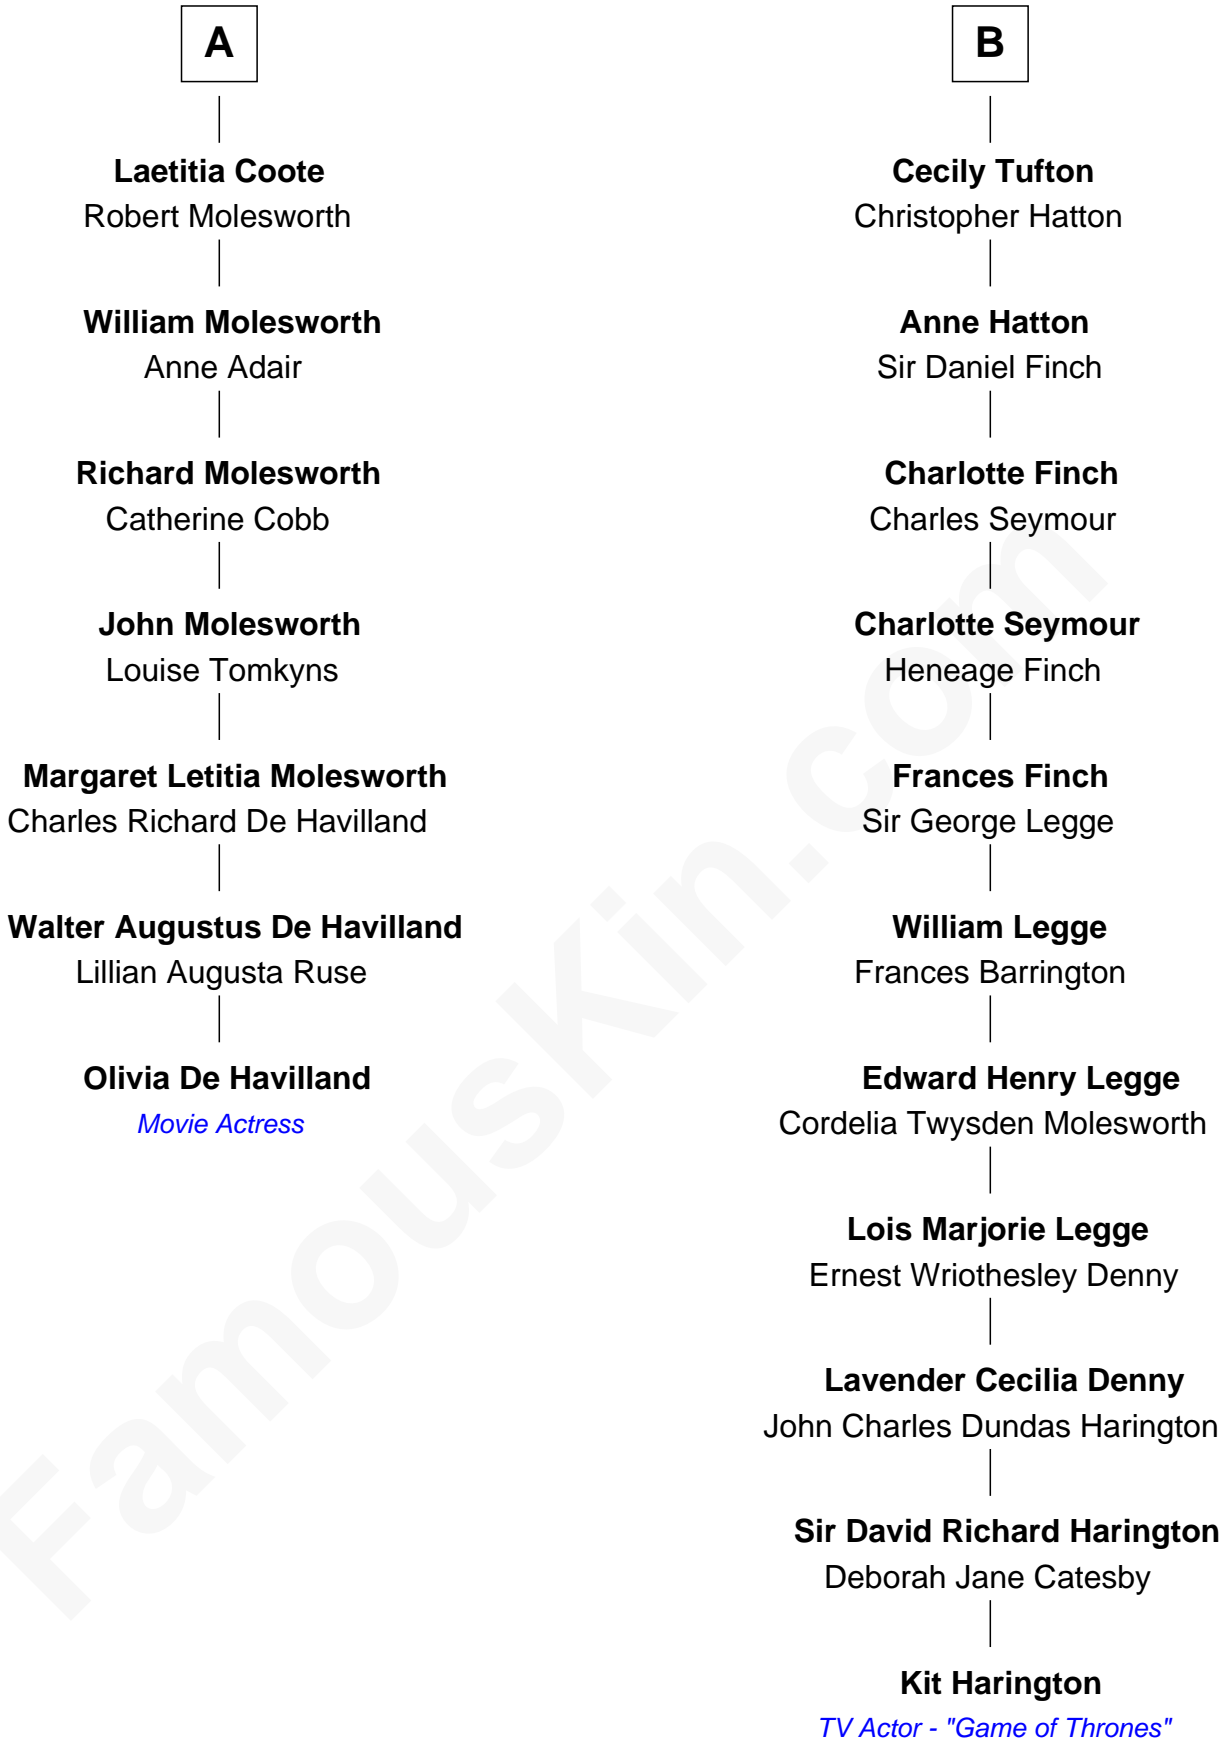 A
Laetitia Coote
Robert Molesworth
William Molesworth
Anne Adair
Richard Molesworth
Catherine Cobb
John Molesworth
Louise Tomkyns
Margaret Letitia Molesworth
Charles Richard De Havilland
Walter Augustus De Havilland
Lillian Augusta Ruse
Olivia De Havilland
Movie Actress
B
Cecily Tufton
Christopher Hatton
Anne Hatton
Sir Daniel Finch
Charlotte Finch
Charles Seymour
Charlotte Seymour
Heneage Finch
Frances Finch
Sir George Legge
William Legge
Frances Barrington
Edward Henry Legge
Cordelia Twysden Molesworth
Lois Marjorie Legge
Ernest Wriothesley Denny
Lavender Cecilia Denny
John Charles Dundas Harington
Sir David Richard Harington
Deborah Jane Catesby
Kit Harington
TV Actor - "Game of Thrones"
FamousKin.com